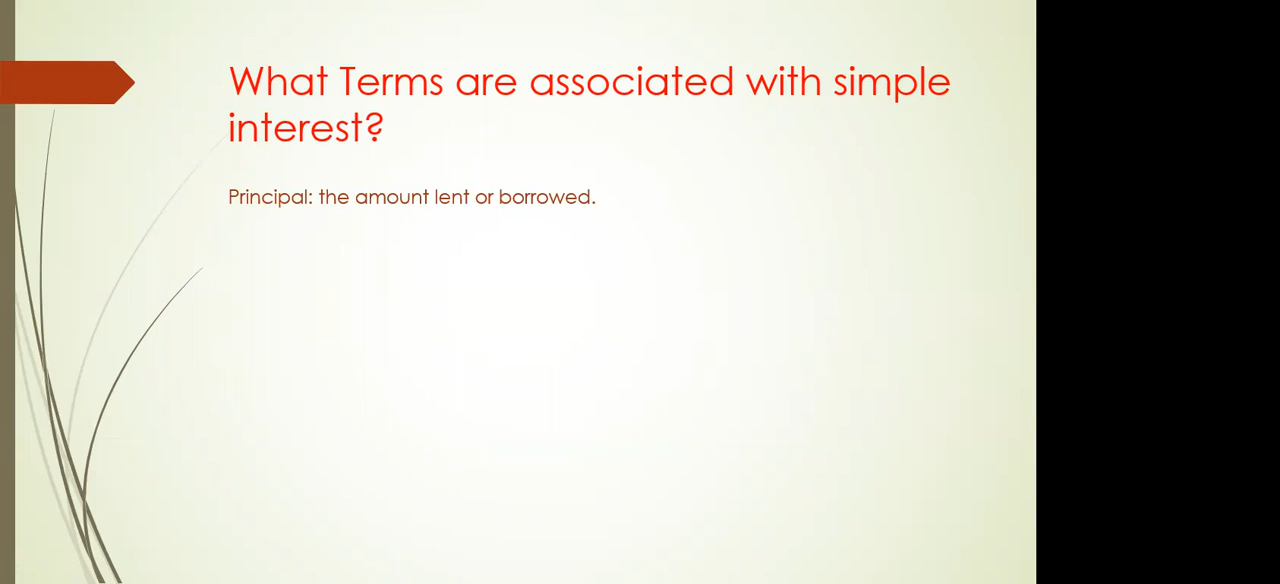 What Terms are associated with simple
interest?
Principal: the amount lent or borrowed.